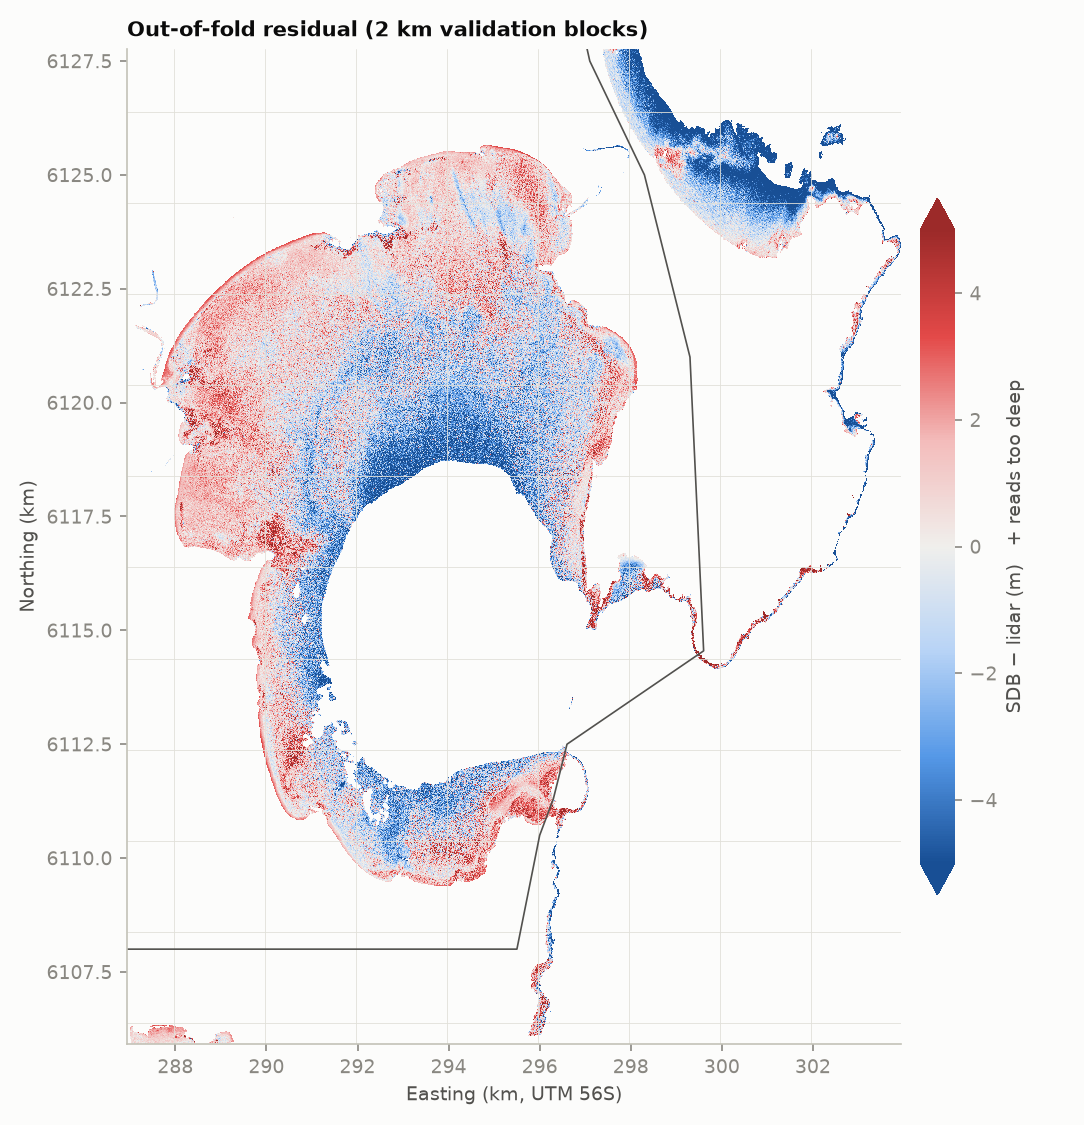 Out-of-fold residual (2 km validation blocks)
6127.5
6125.0
6122.5
6120.0
6117.5
6115.0
6112.5
6110.0
6107.5
Northing (km)
288 290 292 294 296 298 300 302
Easting (km, UTM 56S)
4
2
0
−2
−4
SDB − lidar (m) + reads too deep